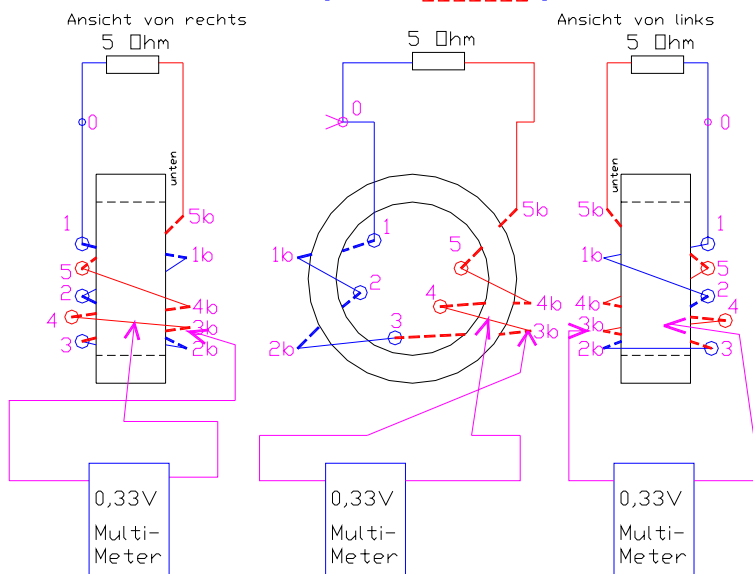 Ansicht von rechts
5 Ohm
0
unten
1
5b
1b
5
2
4b
4
3b
3
2b
0,33V
Multi-
Meter
5 Ohm
0
5b
1
1b
5
2
4
4b
3
3b
2b
0,33V
Multi-
Meter
Ansicht von links
5 Ohm
0
unten
5b
1
1b
5
2
4b
4
3b
2b
3
0,33V
Multi-
Meter